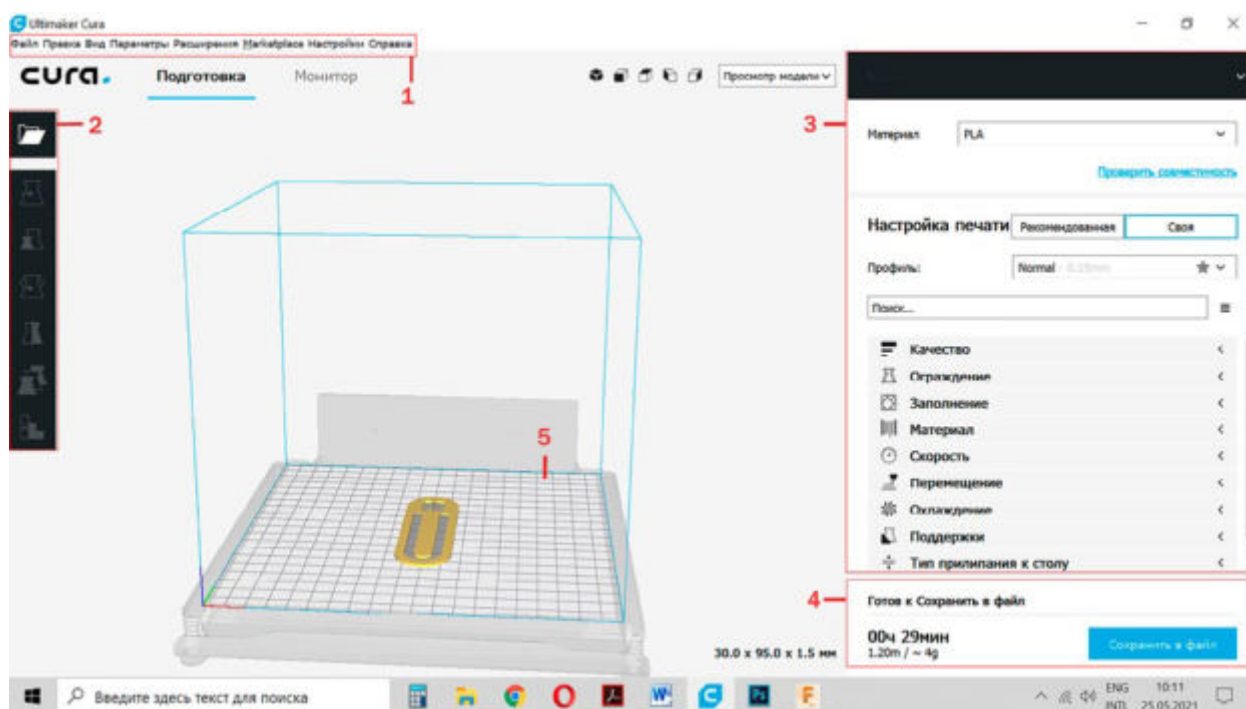 Ultimaker Cura
Файл Правка Вид Параметры Расширения Marketplace Настройки Справка
cura.
Подготовка
Монитор
Просмотр модели
1
2
3
Материал
PLA
Проверить совместимость
Настройка печати
Рекомендованная
Своя
Профиль:
Normal - 0.15mm
Поиск...
Качество
Ограждение
Заполнение
Материал
Скорость
Перемещение
Охлаждение
Поддержки
Тип прилипания к столу
5
4
Готов к Сохранить в файл
00ч 29мин
1.20m / ~ 4g
Сохранить в файл
30.0 x 95.0 x 1.5 мм
Введите здесь текст для поиска
ENG
INTL
10:11
25.05.2021